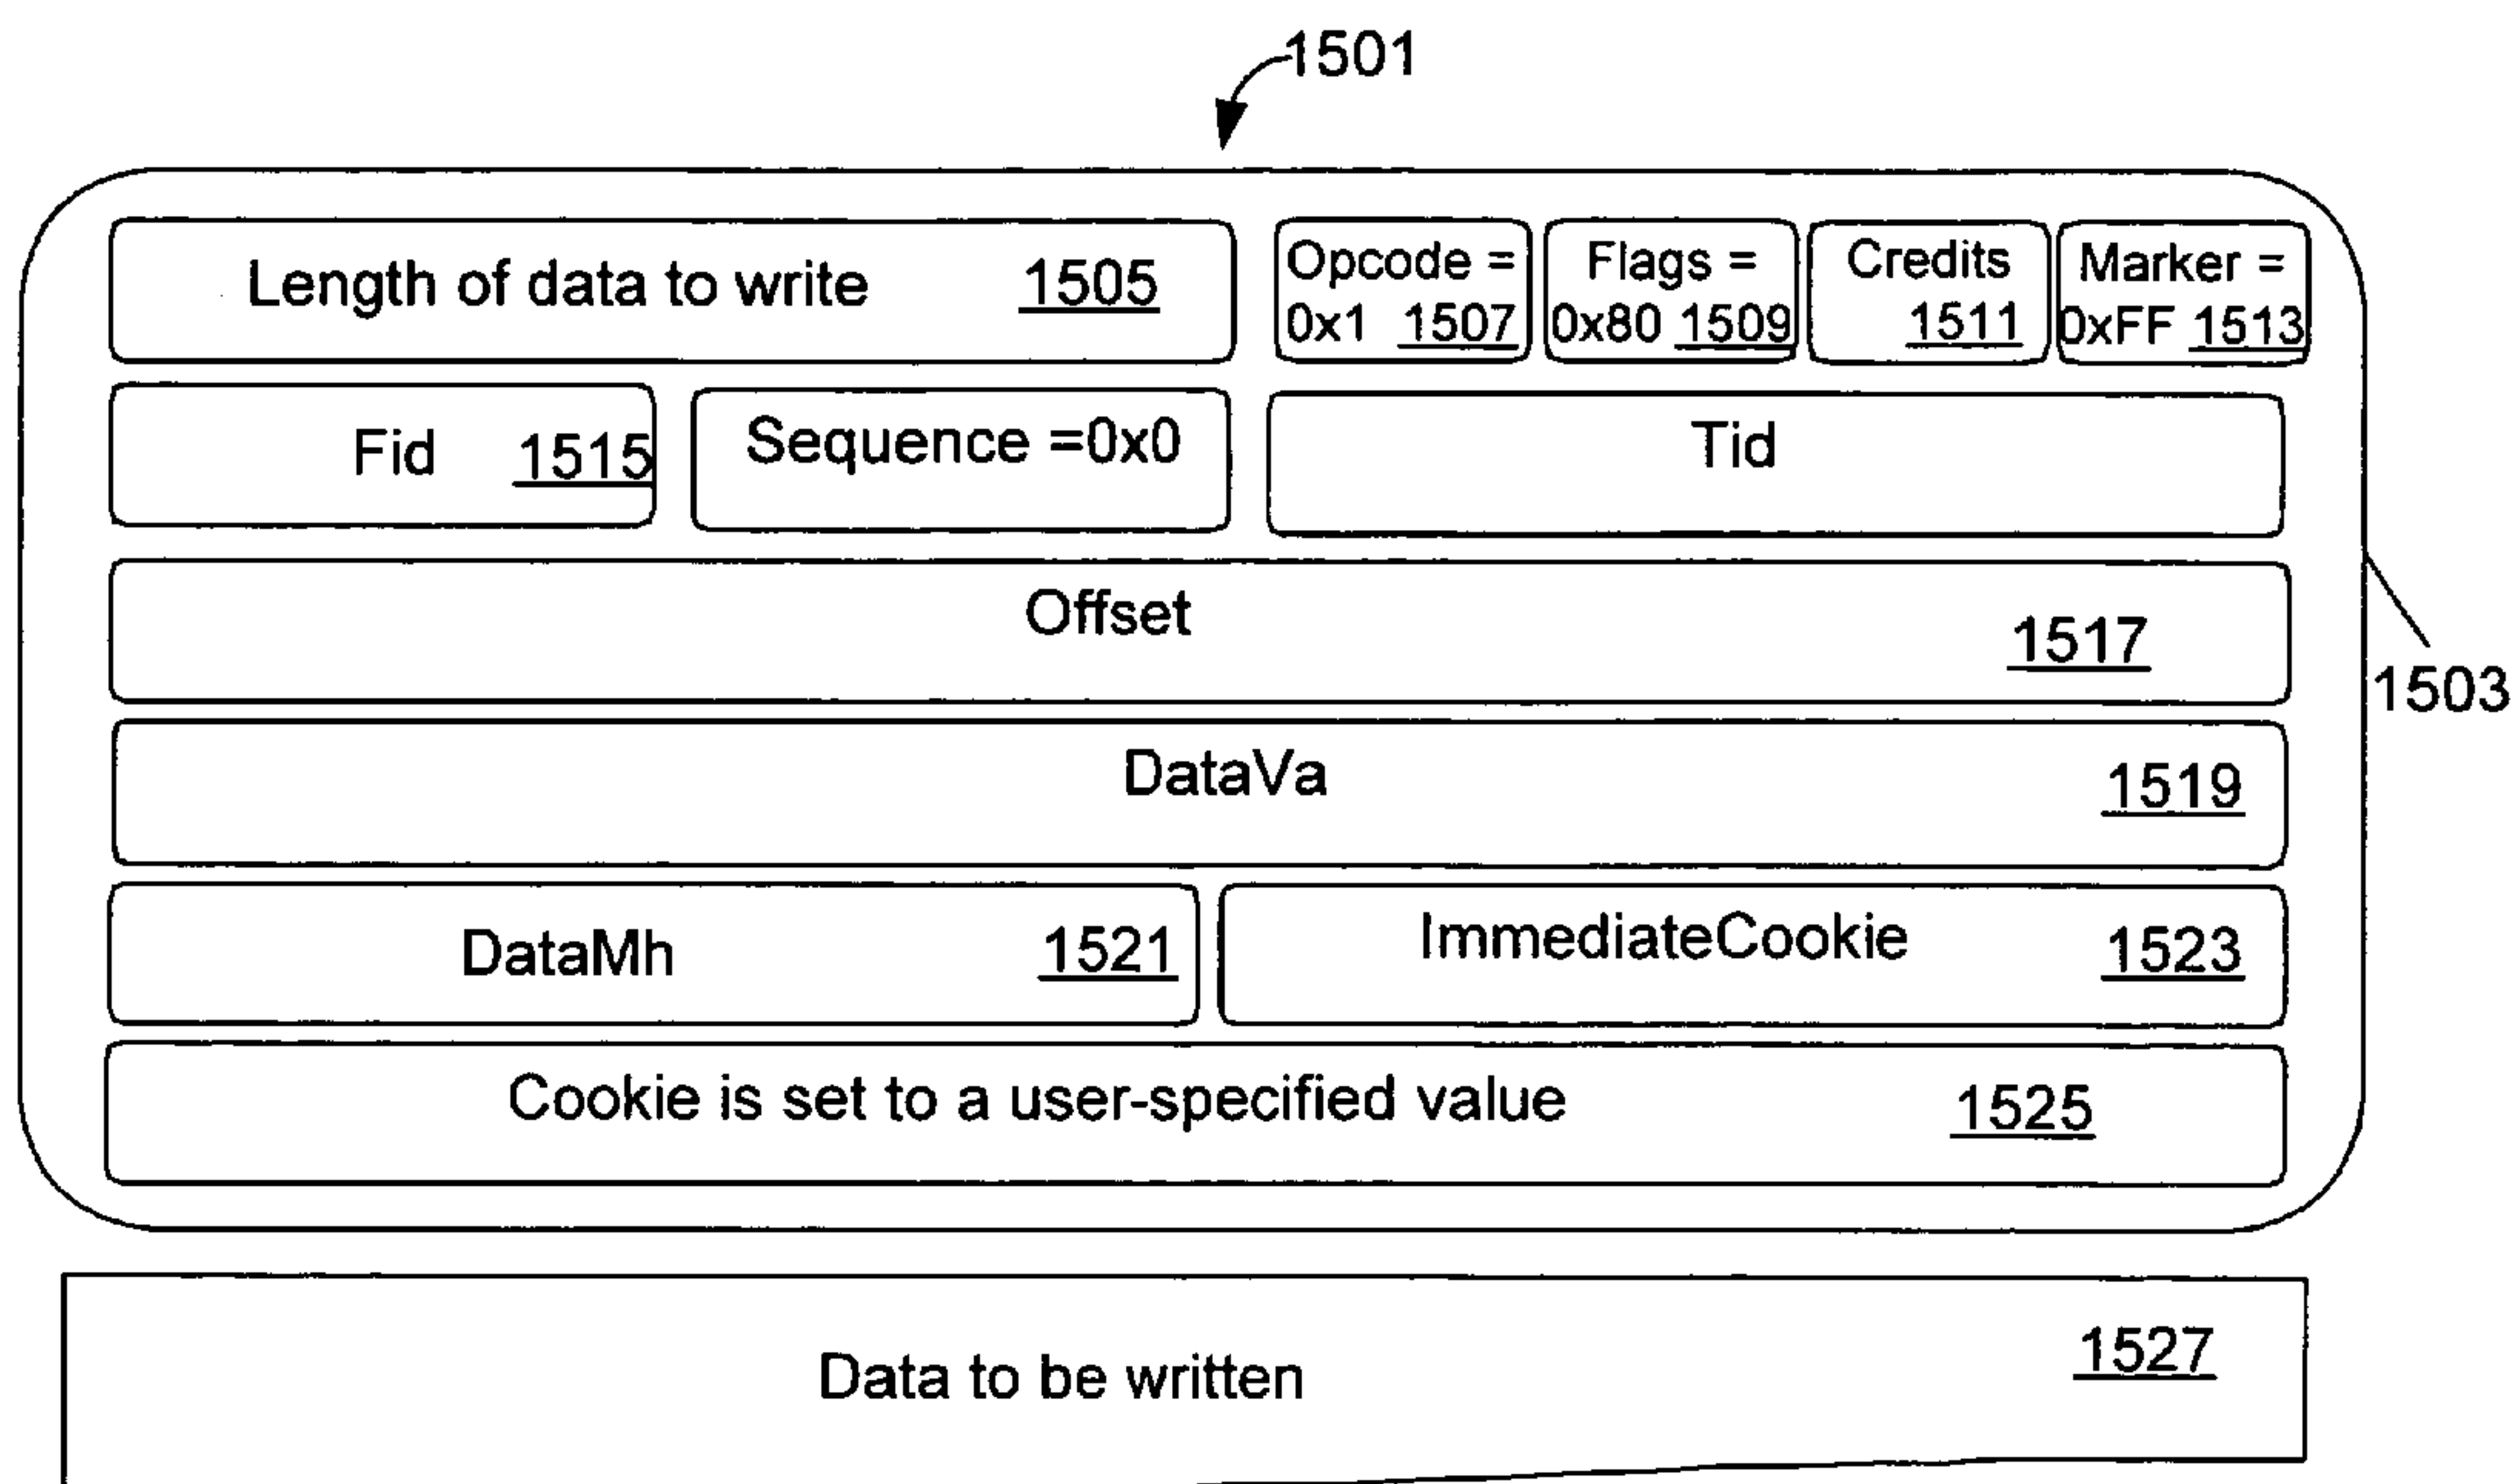 1501
Length of data to write 1505
Opcode =
0x1 1507
Flags =
0x80 1509
Credits
1511
Marker =
0xFF 1513
Fid 1515
Sequence =0x0
Tid
Offset
1517
1503
DataVa
1519
DataMh 1521
ImmediateCookie 1523
Cookie is set to a user-specified value 1525
Data to be written 1527